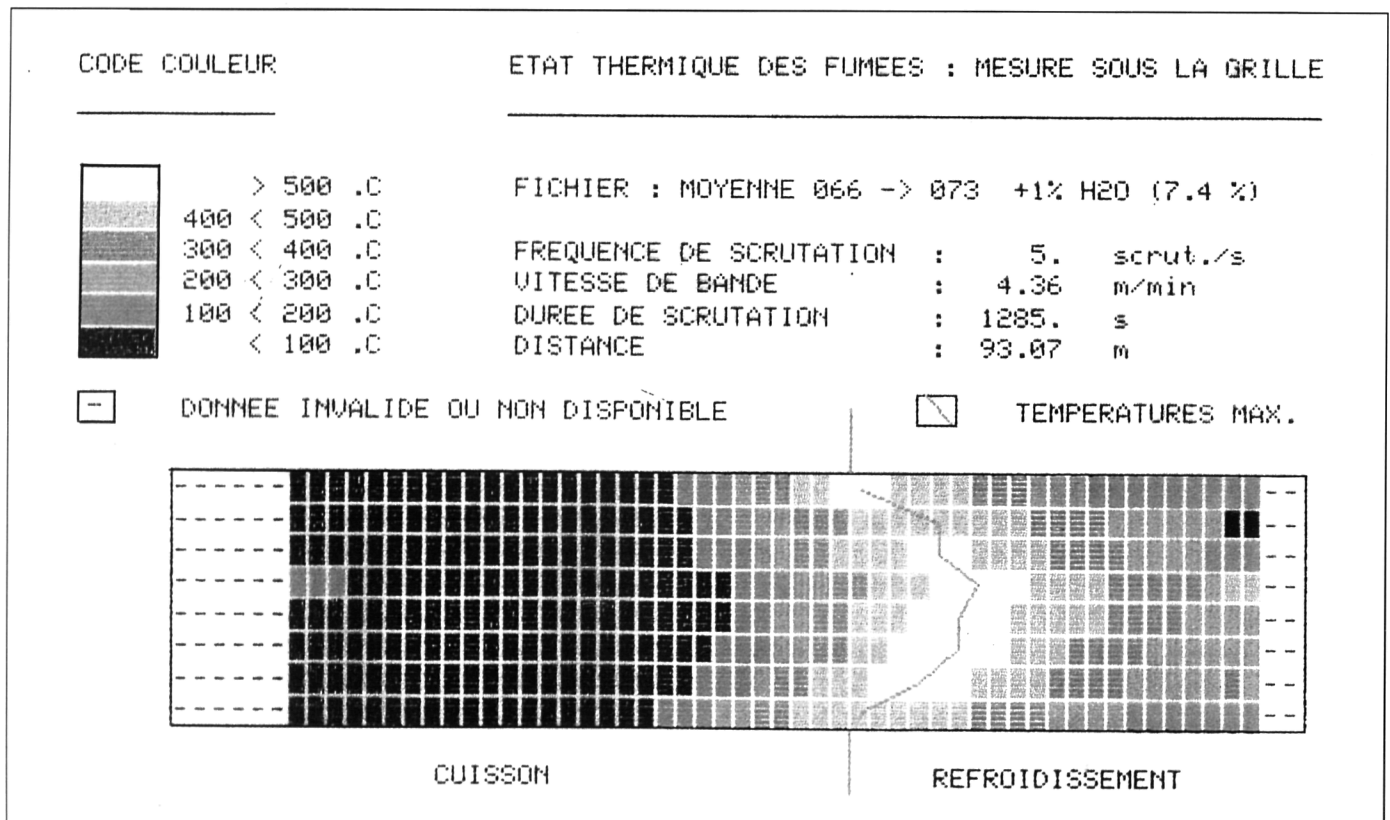 CODE COULEUR
ETAT THERMIQUE DES FUMEES : MESURE SOUS LA GRILLE
> 500 .C
400 < 500 .C
300 < 400 .C
200 < 300 .C
100 < 200 .C
< 100 .C
FICHIER : MOYENNE 066 -> 073 +1% H2O (7.4 %)
FREQUENCE DE SCRUTATION : 5. scrut./s
VITESSE DE BANDE : 4.36 m/min
DUREE DE SCRUTATION : 1285. s
DISTANCE : 93.07 m
DONNEE INVALIDE OU NON DISPONIBLE
TEMPERATURES MAX.
CUISSON
REFROIDISSEMENT